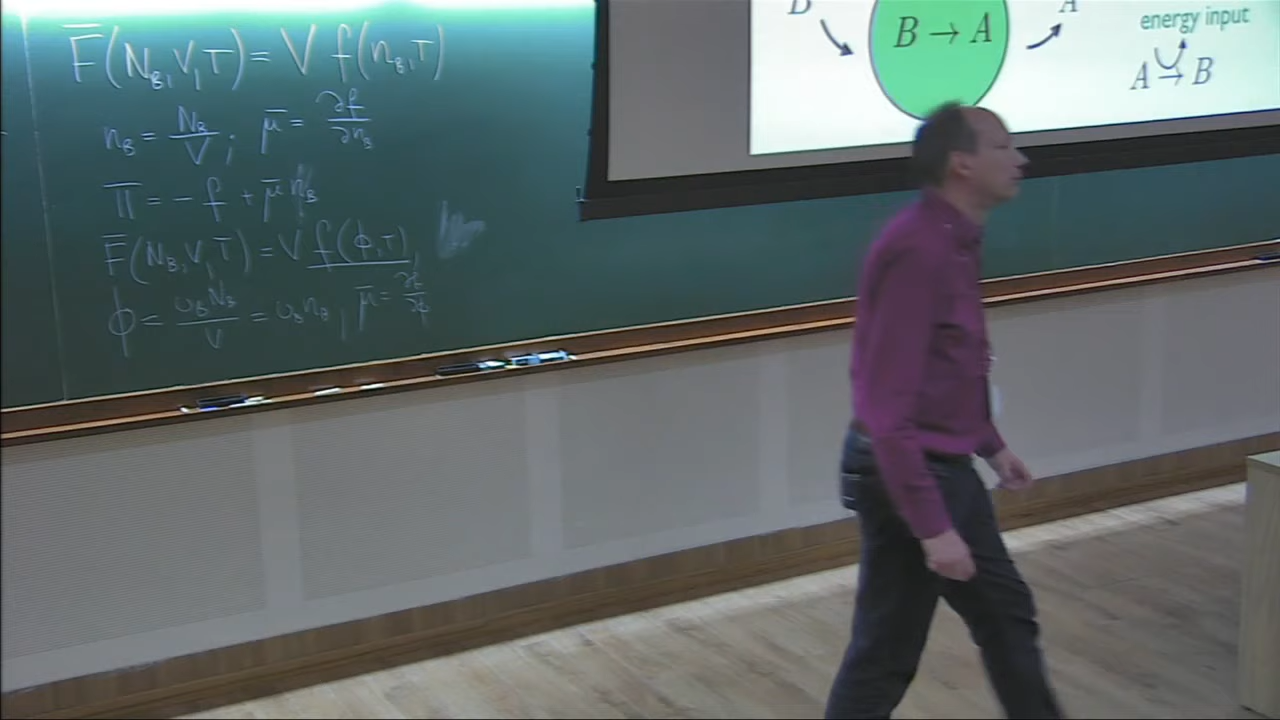 F̄(N_B,V,T) = V f(n_B,T)
n_B = N_B/V ; μ̄ = ∂f/∂n_B
Π = -f + μ̄ n_B
F̄(N_B,V,T) = V f(ϕ,T),
ϕ = υ_B N_B/V = υ_B n_B , μ̄ = ∂f/∂ϕ
B → A
A
energy input
A → B